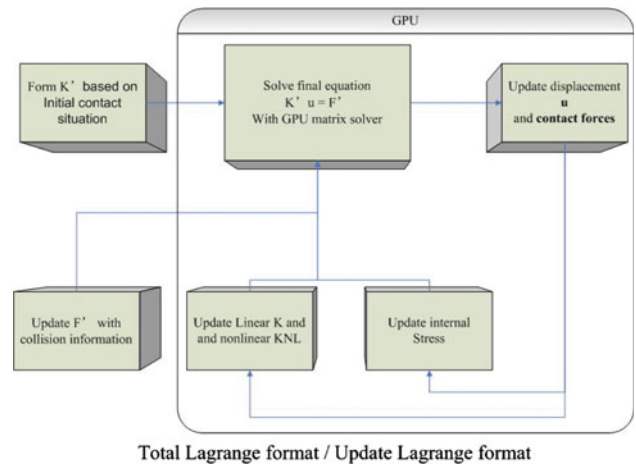 GPU
Form K’ based on
Initial contact
situation
Solve final equation
K’ u = F’
With GPU matrix solver
Update displacement
u
and contact forces
Update F’ with
collision information
Update Linear K and
and nonlinear KNL
Update internal
Stress
Total Lagrange format / Update Lagrange format